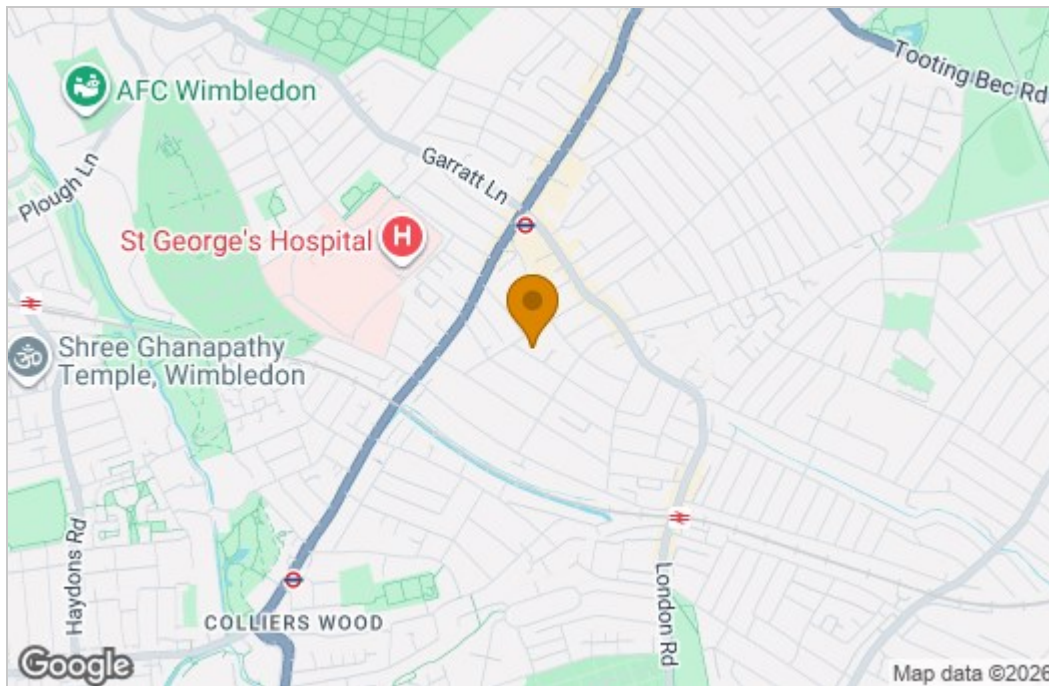 AFC Wimbledon
Tooting Bec Rd
Plough Ln
Garratt Ln
St George's Hospital
H
Shree Ghanapathy
Temple, Wimbledon
Haydons Rd
COLLIERS WOOD
London Rd
Google
Map data ©2026